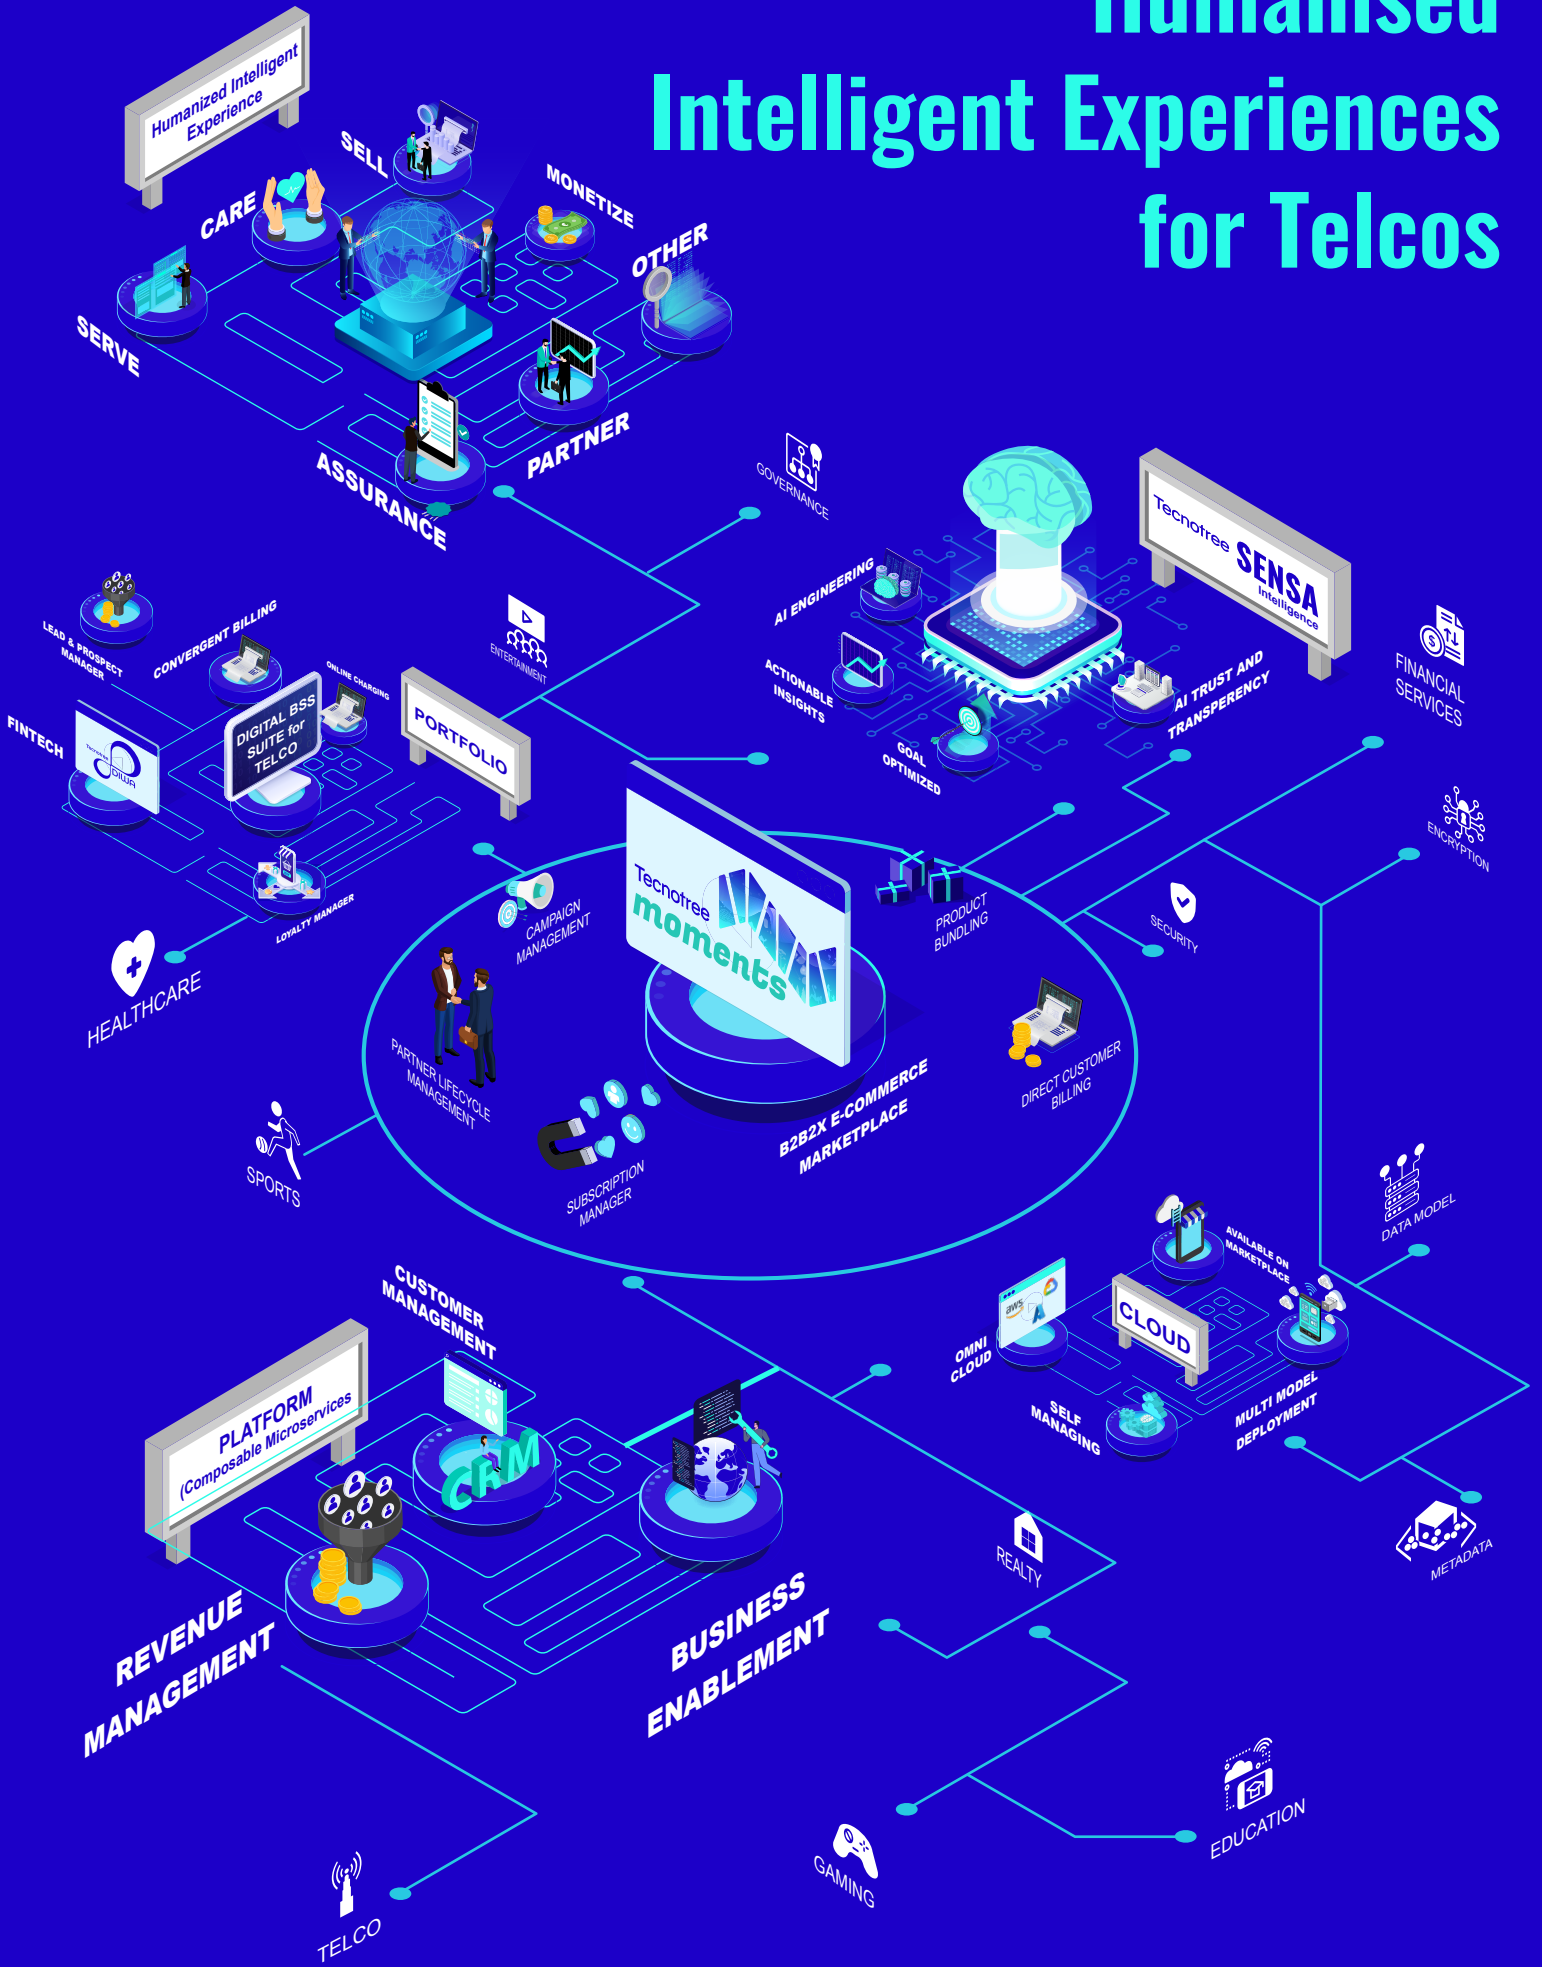 Humanised
Intelligent Experiences
for Telcos
Humanized Intelligent
Experience
SELL
CARE
MONETIZE
OTHER
SERVE
PARTNER
ASSURANCE
GOVERNANCE
Tecnotree SENSA
Intelligence
AI ENGINEERING
ACTIONABLE
INSIGHTS
GOAL
OPTIMIZED
AI TRUST AND
TRANSPERENCY
FINANCIAL
SERVICES
ENTERTAINMENT
LEAD & PROSPECT
MANAGER
CONVERGENT BILLING
ONLINE CHARGING
FINTECH
Tecnotree
DIWA
DIGITAL BSS
SUITE for
TELCO
PORTFOLIO
LOYALTY MANAGER
ENCRYPTION
HEALTHCARE
CAMPAIGN
MANAGEMENT
Tecnotree
moments
PRODUCT
BUNDLING
SECURITY
PARTNER LIFECYCLE
MANAGEMENT
DIRECT CUSTOMER
BILLING
B2B2X E-COMMERCE
MARKETPLACE
SUBSCRIPTION
MANAGER
SPORTS
DATA MODEL
AVAILABLE ON
MARKETPLACE
aws
CLOUD
OMNI
CLOUD
SELF
MANAGING
MULTI MODEL
DEPLOYMENT
CUSTOMER
MANAGEMENT
PLATFORM
(Composable Microservices
CRM
REVENUE
MANAGEMENT
BUSINESS
ENABLEMENT
REALTY
METADATA
EDUCATION
GAMING
TELCO